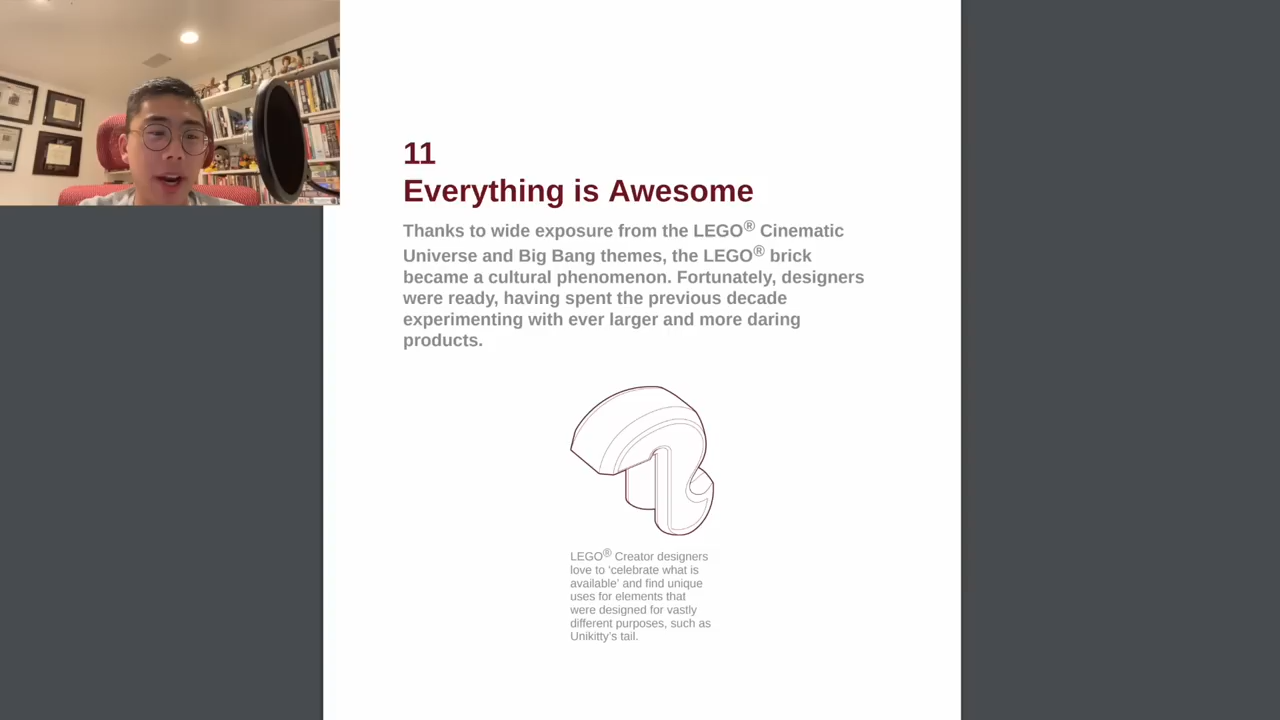 11
Everything is Awesome
Thanks to wide exposure from the LEGO® Cinematic
Universe and Big Bang themes, the LEGO® brick
became a cultural phenomenon. Fortunately, designers
were ready, having spent the previous decade
experimenting with ever larger and more daring
products.
LEGO® Creator designers
love to ‘celebrate what is
available’ and find unique
uses for elements that
were designed for vastly
different purposes, such as
Unikitty’s tail.